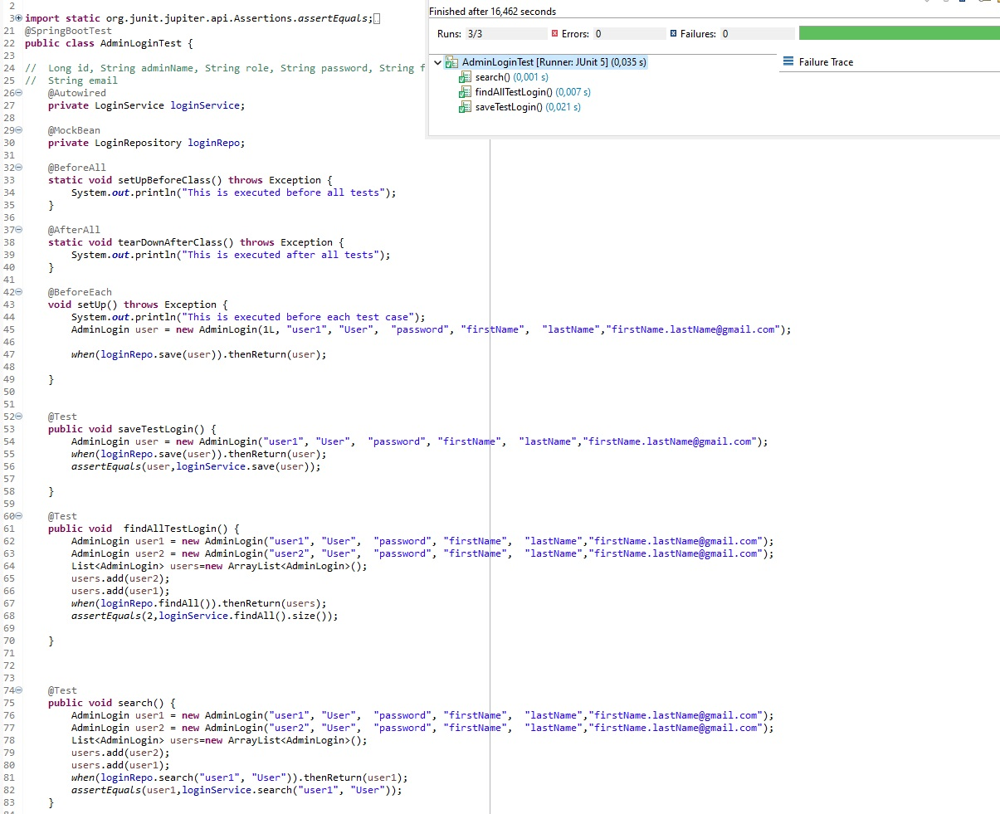 2
3 import static org.junit.jupiter.api.Assertions.assertEquals;
21 @SpringBootTest
22 public class AdminLoginTest {
23
24 //  Long id, String adminName, String role, String password, String f
25 //  String email
26     @Autowired
27     private LoginService loginService;
28
29     @MockBean
30     private LoginRepository loginRepo;
31
32     @BeforeAll
33     static void setUpBeforeClass() throws Exception {
34         System.out.println("This is executed before all tests");
35     }
36
37     @AfterAll
38     static void tearDownAfterClass() throws Exception {
39         System.out.println("This is executed after all tests");
40     }
41
42     @BeforeEach
43     void setUp() throws Exception {
44         System.out.println("This is executed before each test case");
45         AdminLogin user = new AdminLogin(1L, "user1", "User",  "password", "firstName",  "lastName","firstName.lastName@gmail.com");
46
47         when(loginRepo.save(user)).thenReturn(user);
48
49     }
50
51
52     @Test
53     public void saveTestLogin() {
54         AdminLogin user = new AdminLogin("user1", "User",  "password", "firstName",  "lastName","firstName.lastName@gmail.com");
55         when(loginRepo.save(user)).thenReturn(user);
56         assertEquals(user,loginService.save(user));
57
58     }
59
60     @Test
61     public void  findAllTestLogin() {
62         AdminLogin user1 = new AdminLogin("user1", "User",  "password", "firstName",  "lastName","firstName.lastName@gmail.com");
63         AdminLogin user2 = new AdminLogin("user2", "User",  "password", "firstName",  "lastName","firstName.lastName@gmail.com");
64         List<AdminLogin> users=new ArrayList<AdminLogin>();
65         users.add(user2);
66         users.add(user1);
67         when(loginRepo.findAll()).thenReturn(users);
68         assertEquals(2,loginService.findAll().size());
69
70     }
71
72
73
74     @Test
75     public void search() {
76         AdminLogin user1 = new AdminLogin("user1", "User",  "password", "firstName",  "lastName","firstName.lastName@gmail.com");
77         AdminLogin user2 = new AdminLogin("user2", "User",  "password", "firstName",  "lastName","firstName.lastName@gmail.com");
78         List<AdminLogin> users=new ArrayList<AdminLogin>();
79         users.add(user2);
80         users.add(user1);
81         when(loginRepo.search("user1", "User")).thenReturn(user1);
82         assertEquals(user1,loginService.search("user1", "User"));
83     }
Finished after 16,462 seconds
Runs: 3/3 Errors: 0 Failures: 0
AdminLoginTest [Runner: JUnit 5] (0,035 s)
search() (0,001 s)
findAllTestLogin() (0,007 s)
saveTestLogin() (0,021 s)
Failure Trace